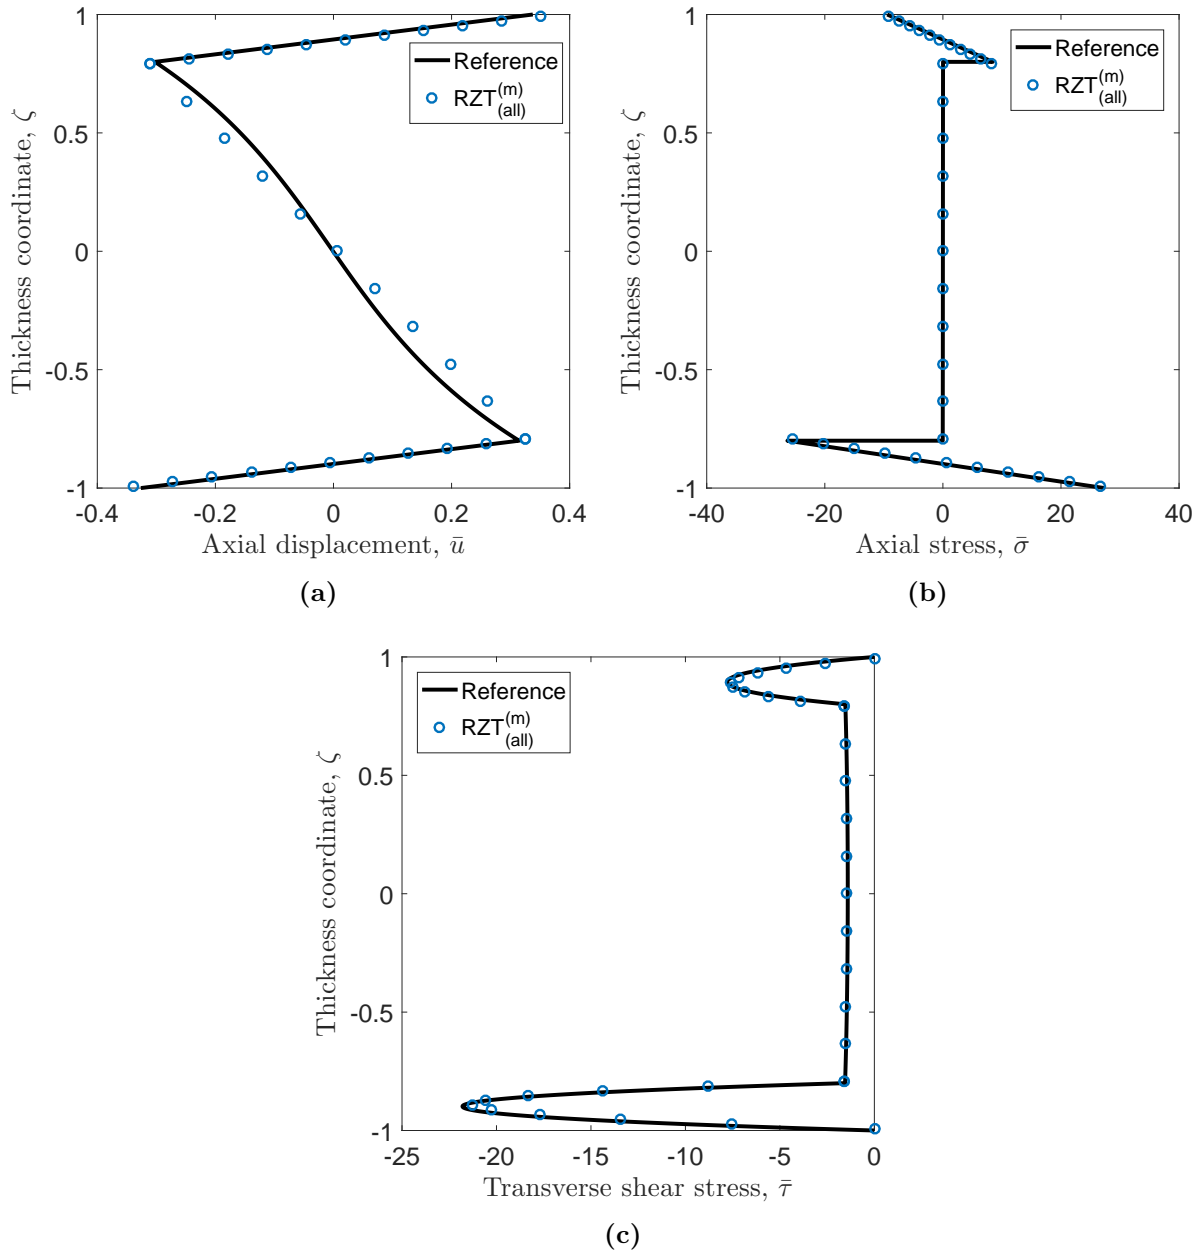 1
0.5
0
-0.5
-1
Thickness coordinate, ζ
-0.4
-0.2
0
0.2
0.4
Axial displacement, ū
Reference
RZT(m)(all)
(a)
1
0.5
0
-0.5
-1
Thickness coordinate, ζ
-40
-20
0
20
40
Axial stress, σ̄
Reference
RZT(m)(all)
(b)
1
0.5
0
-0.5
-1
Thickness coordinate, ζ
-25
-20
-15
-10
-5
0
Transverse shear stress, τ̄
Reference
RZT(m)(all)
(c)